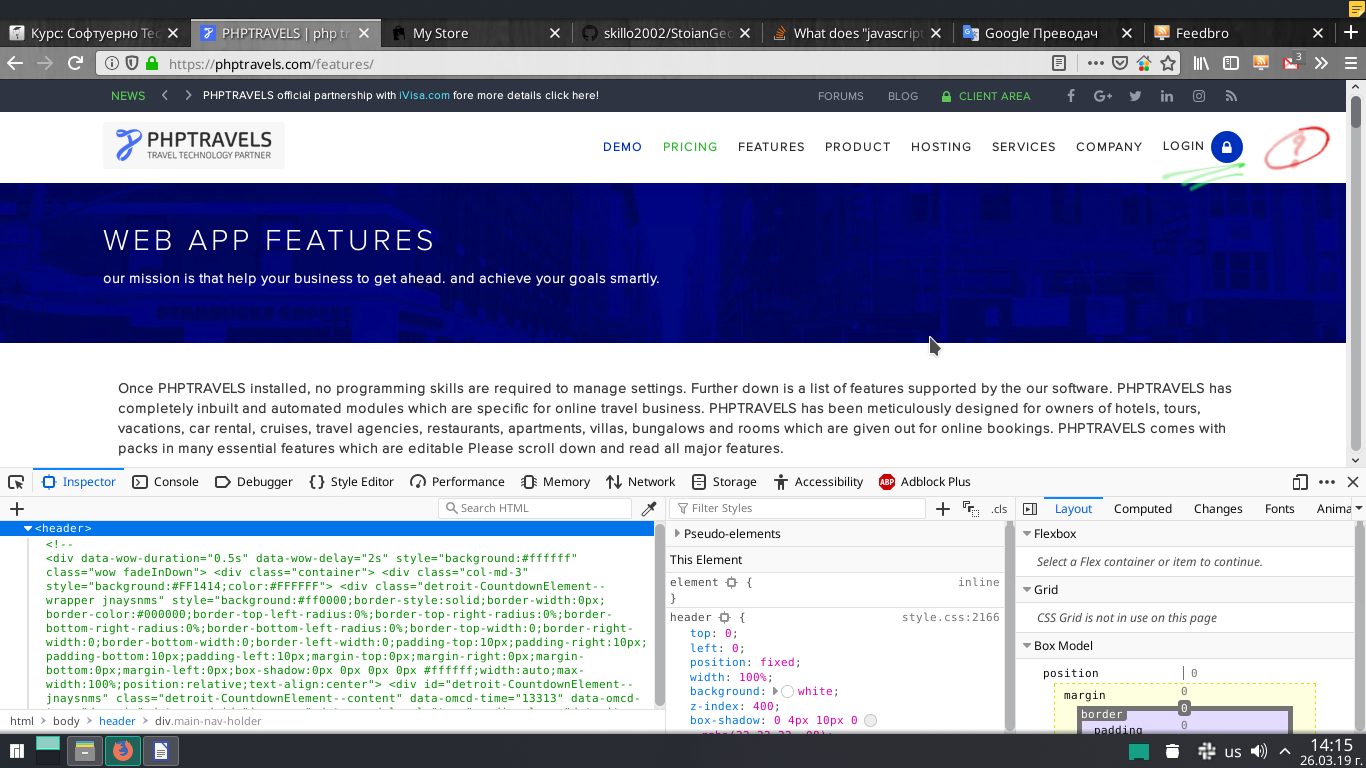 Курс: Софтуерно Тес
PHPTRAVELS | php tr
My Store
skillo2002/StoianGeo
What does "javascript
Google Преводач
Feedbro
https://phptravels.com/features/
3
NEWS
PHPTRAVELS official partnership with iVisa.com fore more details click here!
FORUMS BLOG CLIENT AREA
PHPTRAVELS
TRAVEL TECHNOLOGY PARTNER
DEMO PRICING FEATURES PRODUCT HOSTING SERVICES COMPANY LOGIN
?
WEB APP FEATURES
our mission is that help your business to get ahead. and achieve your goals smartly.
Once PHPTRAVELS installed, no programming skills are required to manage settings. Further down is a list of features supported by the our software. PHPTRAVELS has
completely inbuilt and automated modules which are specific for online travel business. PHPTRAVELS has been meticulously designed for owners of hotels, tours,
vacations, car rental, cruises, travel agencies, restaurants, apartments, villas, bungalows and rooms which are given out for online bookings. PHPTRAVELS comes with
packs in many essential features which are editable Please scroll down and read all major features.
Inspector Console Debugger Style Editor Performance Memory Network Storage Accessibility ABP Adblock Plus
Search HTML
<header>
<!--
<div data-wow-duration="0.5s" data-wow-delay="2s" style="background:#ffffff"
class="wow fadeInDown"> <div class="container"> <div class="col-md-3"
style="background:#FF1414;color:#FFFFFF"> <div class="detroit-CountdownElement--
wrapper jnaysnms" style="background:#ff0000;border-style:solid;border-width:0px;
border-color:#000000;border-top-left-radius:0%;border-top-right-radius:0%;border-
bottom-right-radius:0%;border-bottom-left-radius:0%;border-top-width:0;border-right-
width:0;border-bottom-width:0;border-left-width:0;padding-top:10px;padding-right:10px;
padding-bottom:10px;padding-left:10px;margin-top:0px;margin-right:0px;margin-
bottom:0px;margin-left:0px;box-shadow:0px 0px 0px 0px #ffffff;width:auto;max-
width:100%;position:relative;text-align:center"> <div id="detroit-CountdownElement--
jnaysnms" class="detroit-CountdownElement--content" data-omcd-time="13313" data-omcd-
html body header div.main-nav-holder
Filter Styles
.cls
Pseudo-elements
This Element
element { inline
}
header { style.css:2166
top: 0;
left: 0;
position: fixed;
width: 100%;
background: white;
z-index: 400;
box-shadow: 0 4px 10px 0
Layout Computed Changes Fonts Anima
Flexbox
Select a Flex container or item to continue.
Grid
CSS Grid is not in use on this page
Box Model
position 0
margin 0
border 0
padding 0
us
14:15
26.03.19 г.